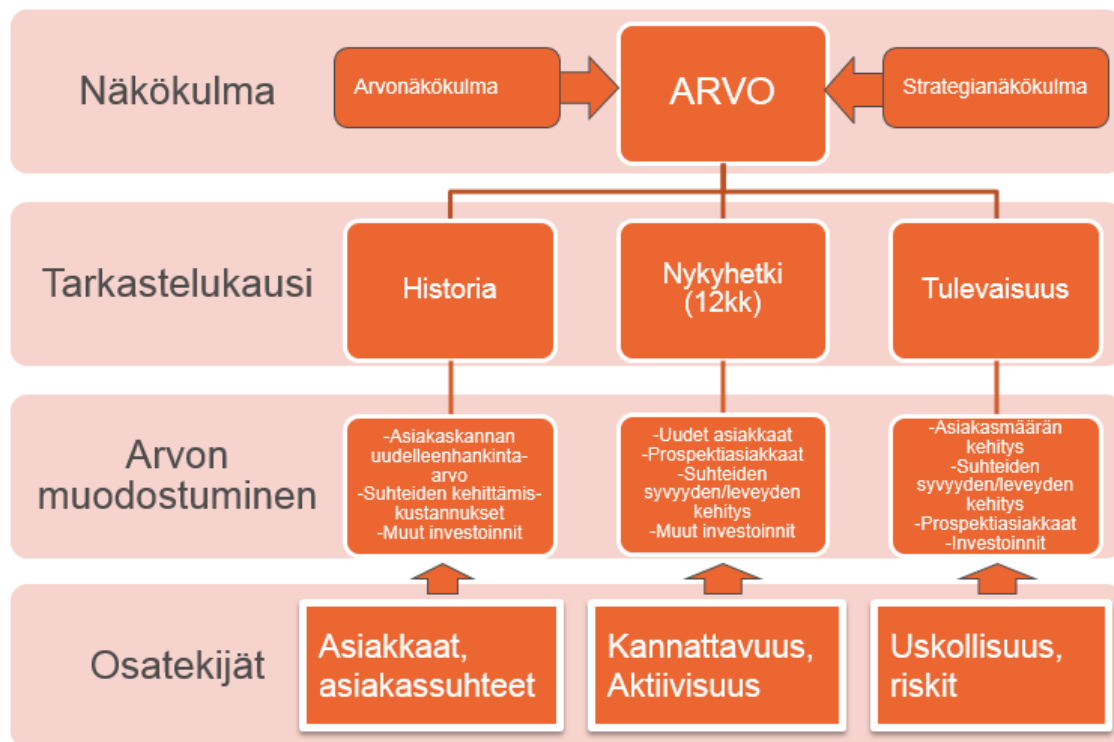 Näkökulma
Arvonäkökulma
ARVO
Strategianäkökulma
Tarkastelukausi
Historia
Nykyhetki
(12kk)
Tulevaisuus
Arvon
muodostuminen
-Asiakaskannan
uudelleenhankinta-
arvo
-Suhteiden kehittämis-
kustannukset
-Muut investoinnit
-Uudet asiakkaat
-Prospektiasiakkaat
-Suhteiden
syvyyden/leveyden
kehitys
-Muut investoinnit
-Asiakasmäärän
kehitys
-Suhteiden
syvyyden/leveyden
kehitys
-Prospektiasiakkaat
-Investoinnit
Osatekijät
Asiakkaat,
asiakassuhteet
Kannattavuus,
Aktiivisuus
Uskollisuus,
riskit